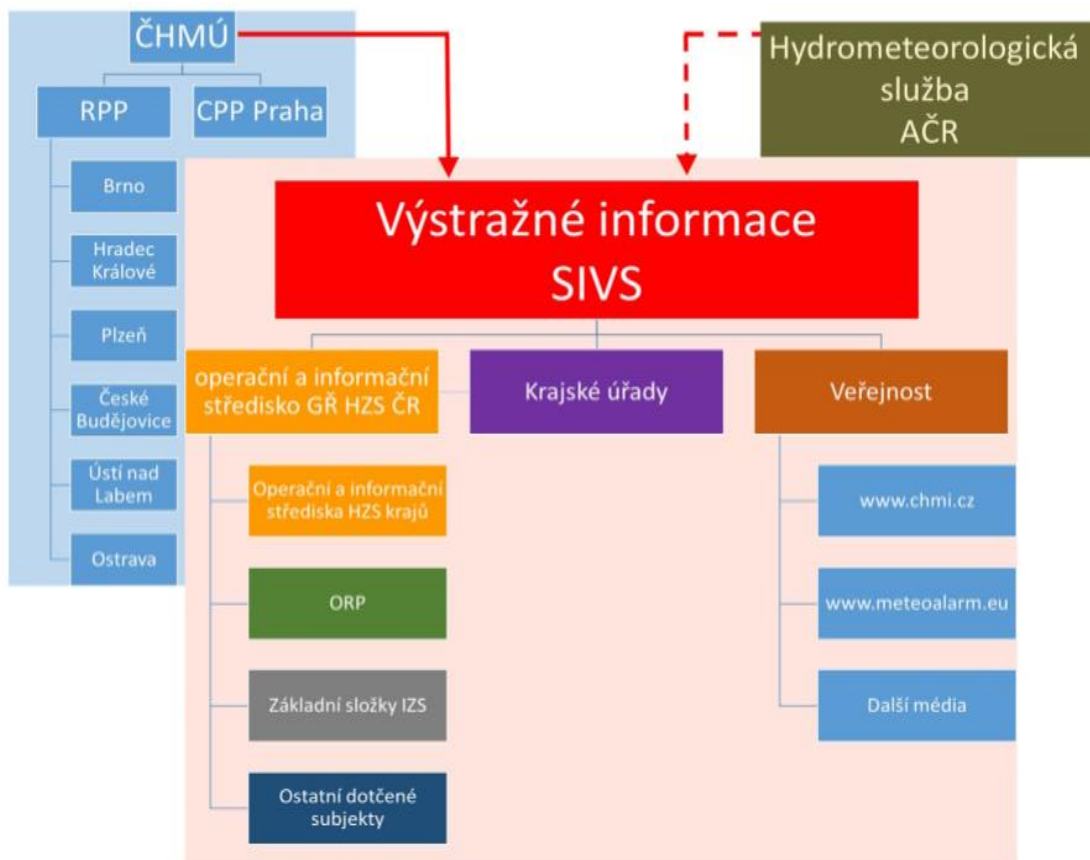 ČHMÚ
RPP
CPP Praha
Brno
Hradec
Králové
Plzeň
České
Budějovice
Ústí nad
Labem
Ostrava
Hydrometeorologická
služba
AČR
Výstražné informace
SIVS
operační a informační
středisko GŘ HZS ČR
Krajské úřady
Veřejnost
Operační a informační
střediska HZS krajů
ORP
Základní složky IZS
Ostatní dotčené
subjekty
www.chmi.cz
www.meteoalarm.eu
Další média